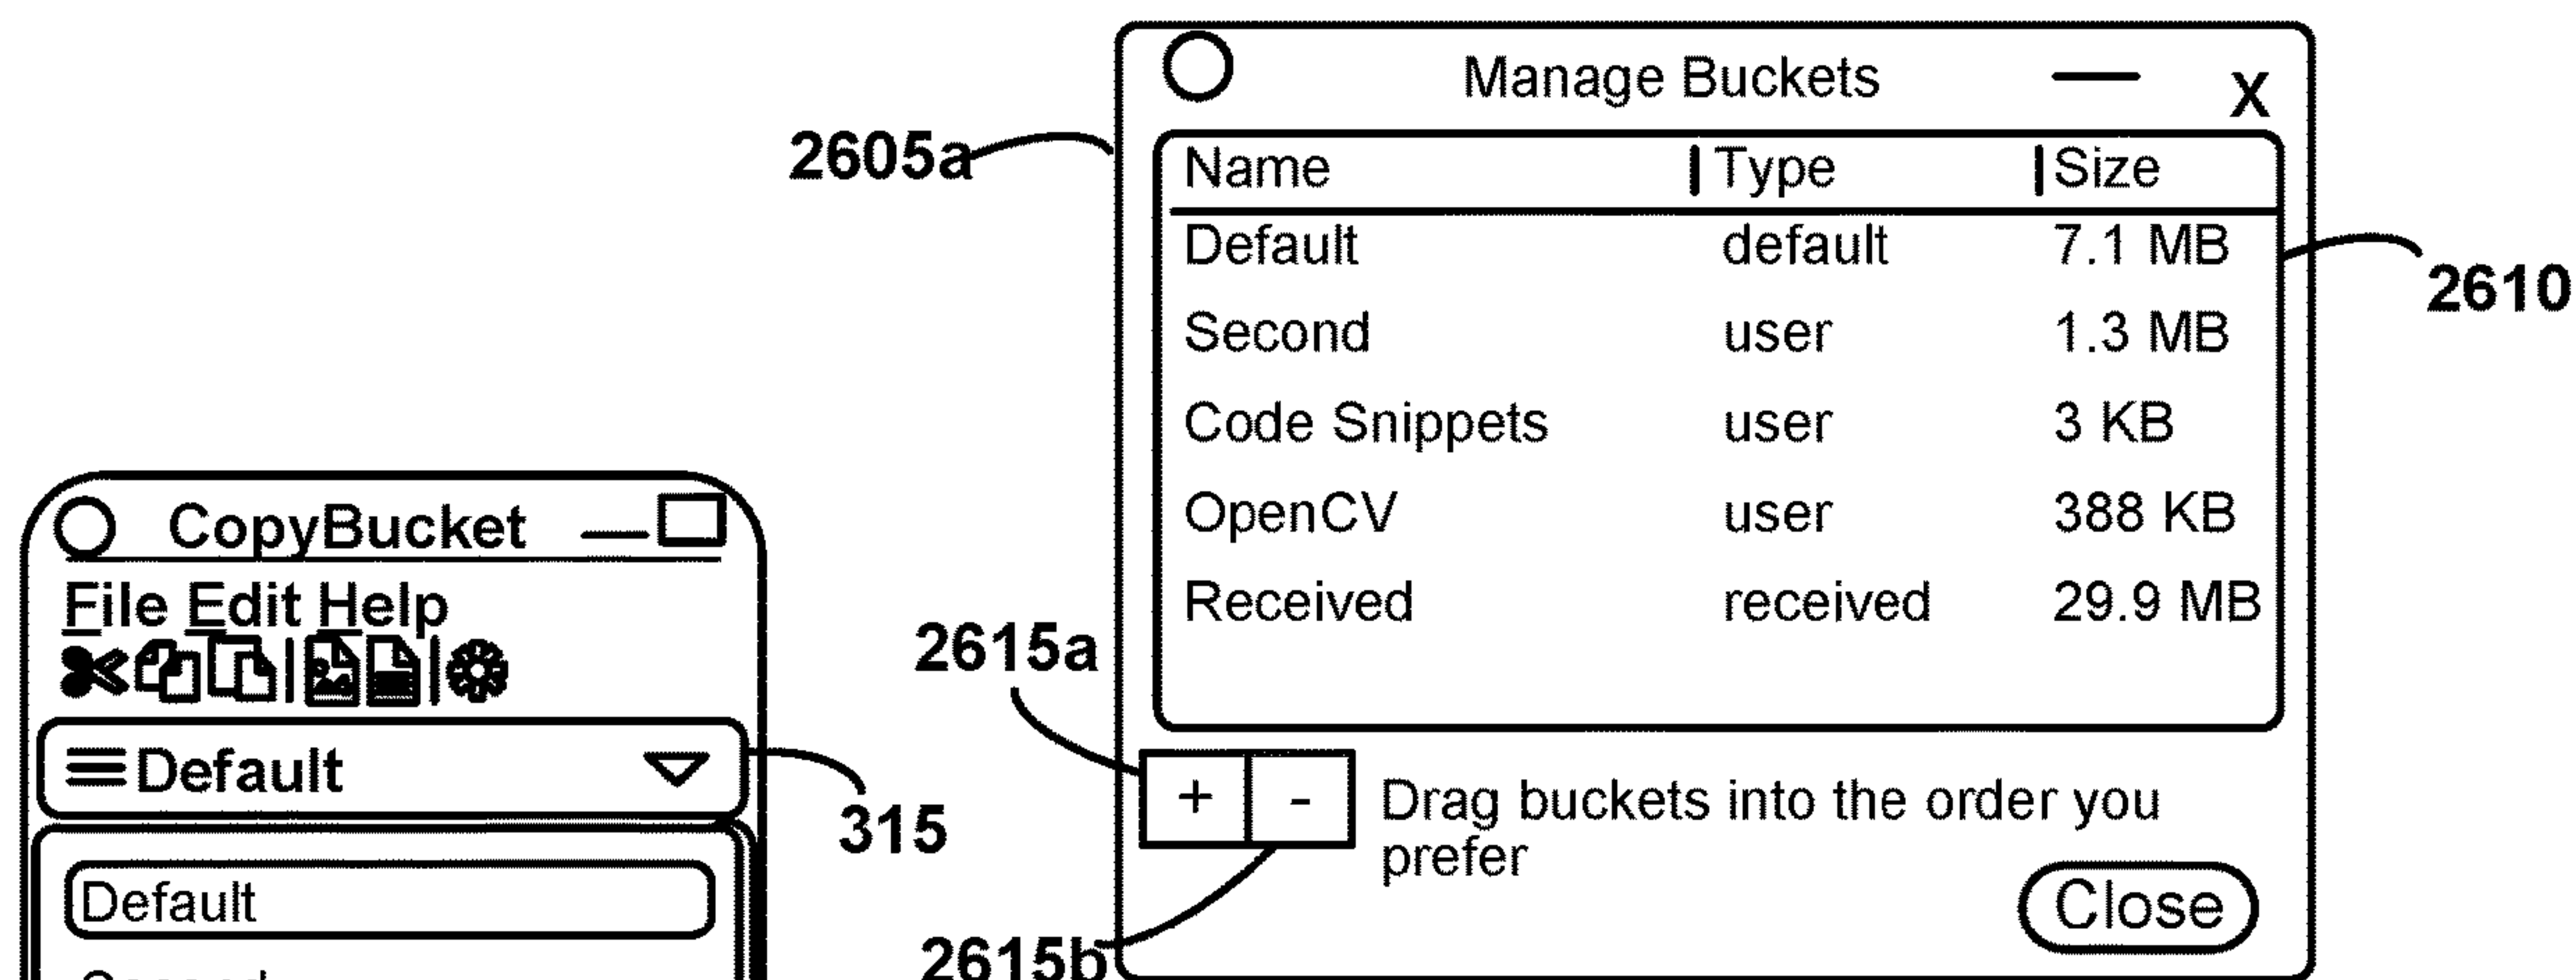 Manage Buckets
X
2605a
Name | Type | Size
Default default 7.1 MB
2610
Second user 1.3 MB
Code Snippets user 3 KB
OpenCV user 388 KB
Received received 29.9 MB
2615a
+ - Drag buckets into the order you
prefer
Close
2615b
CopyBucket
File Edit Help
Default
315
Default